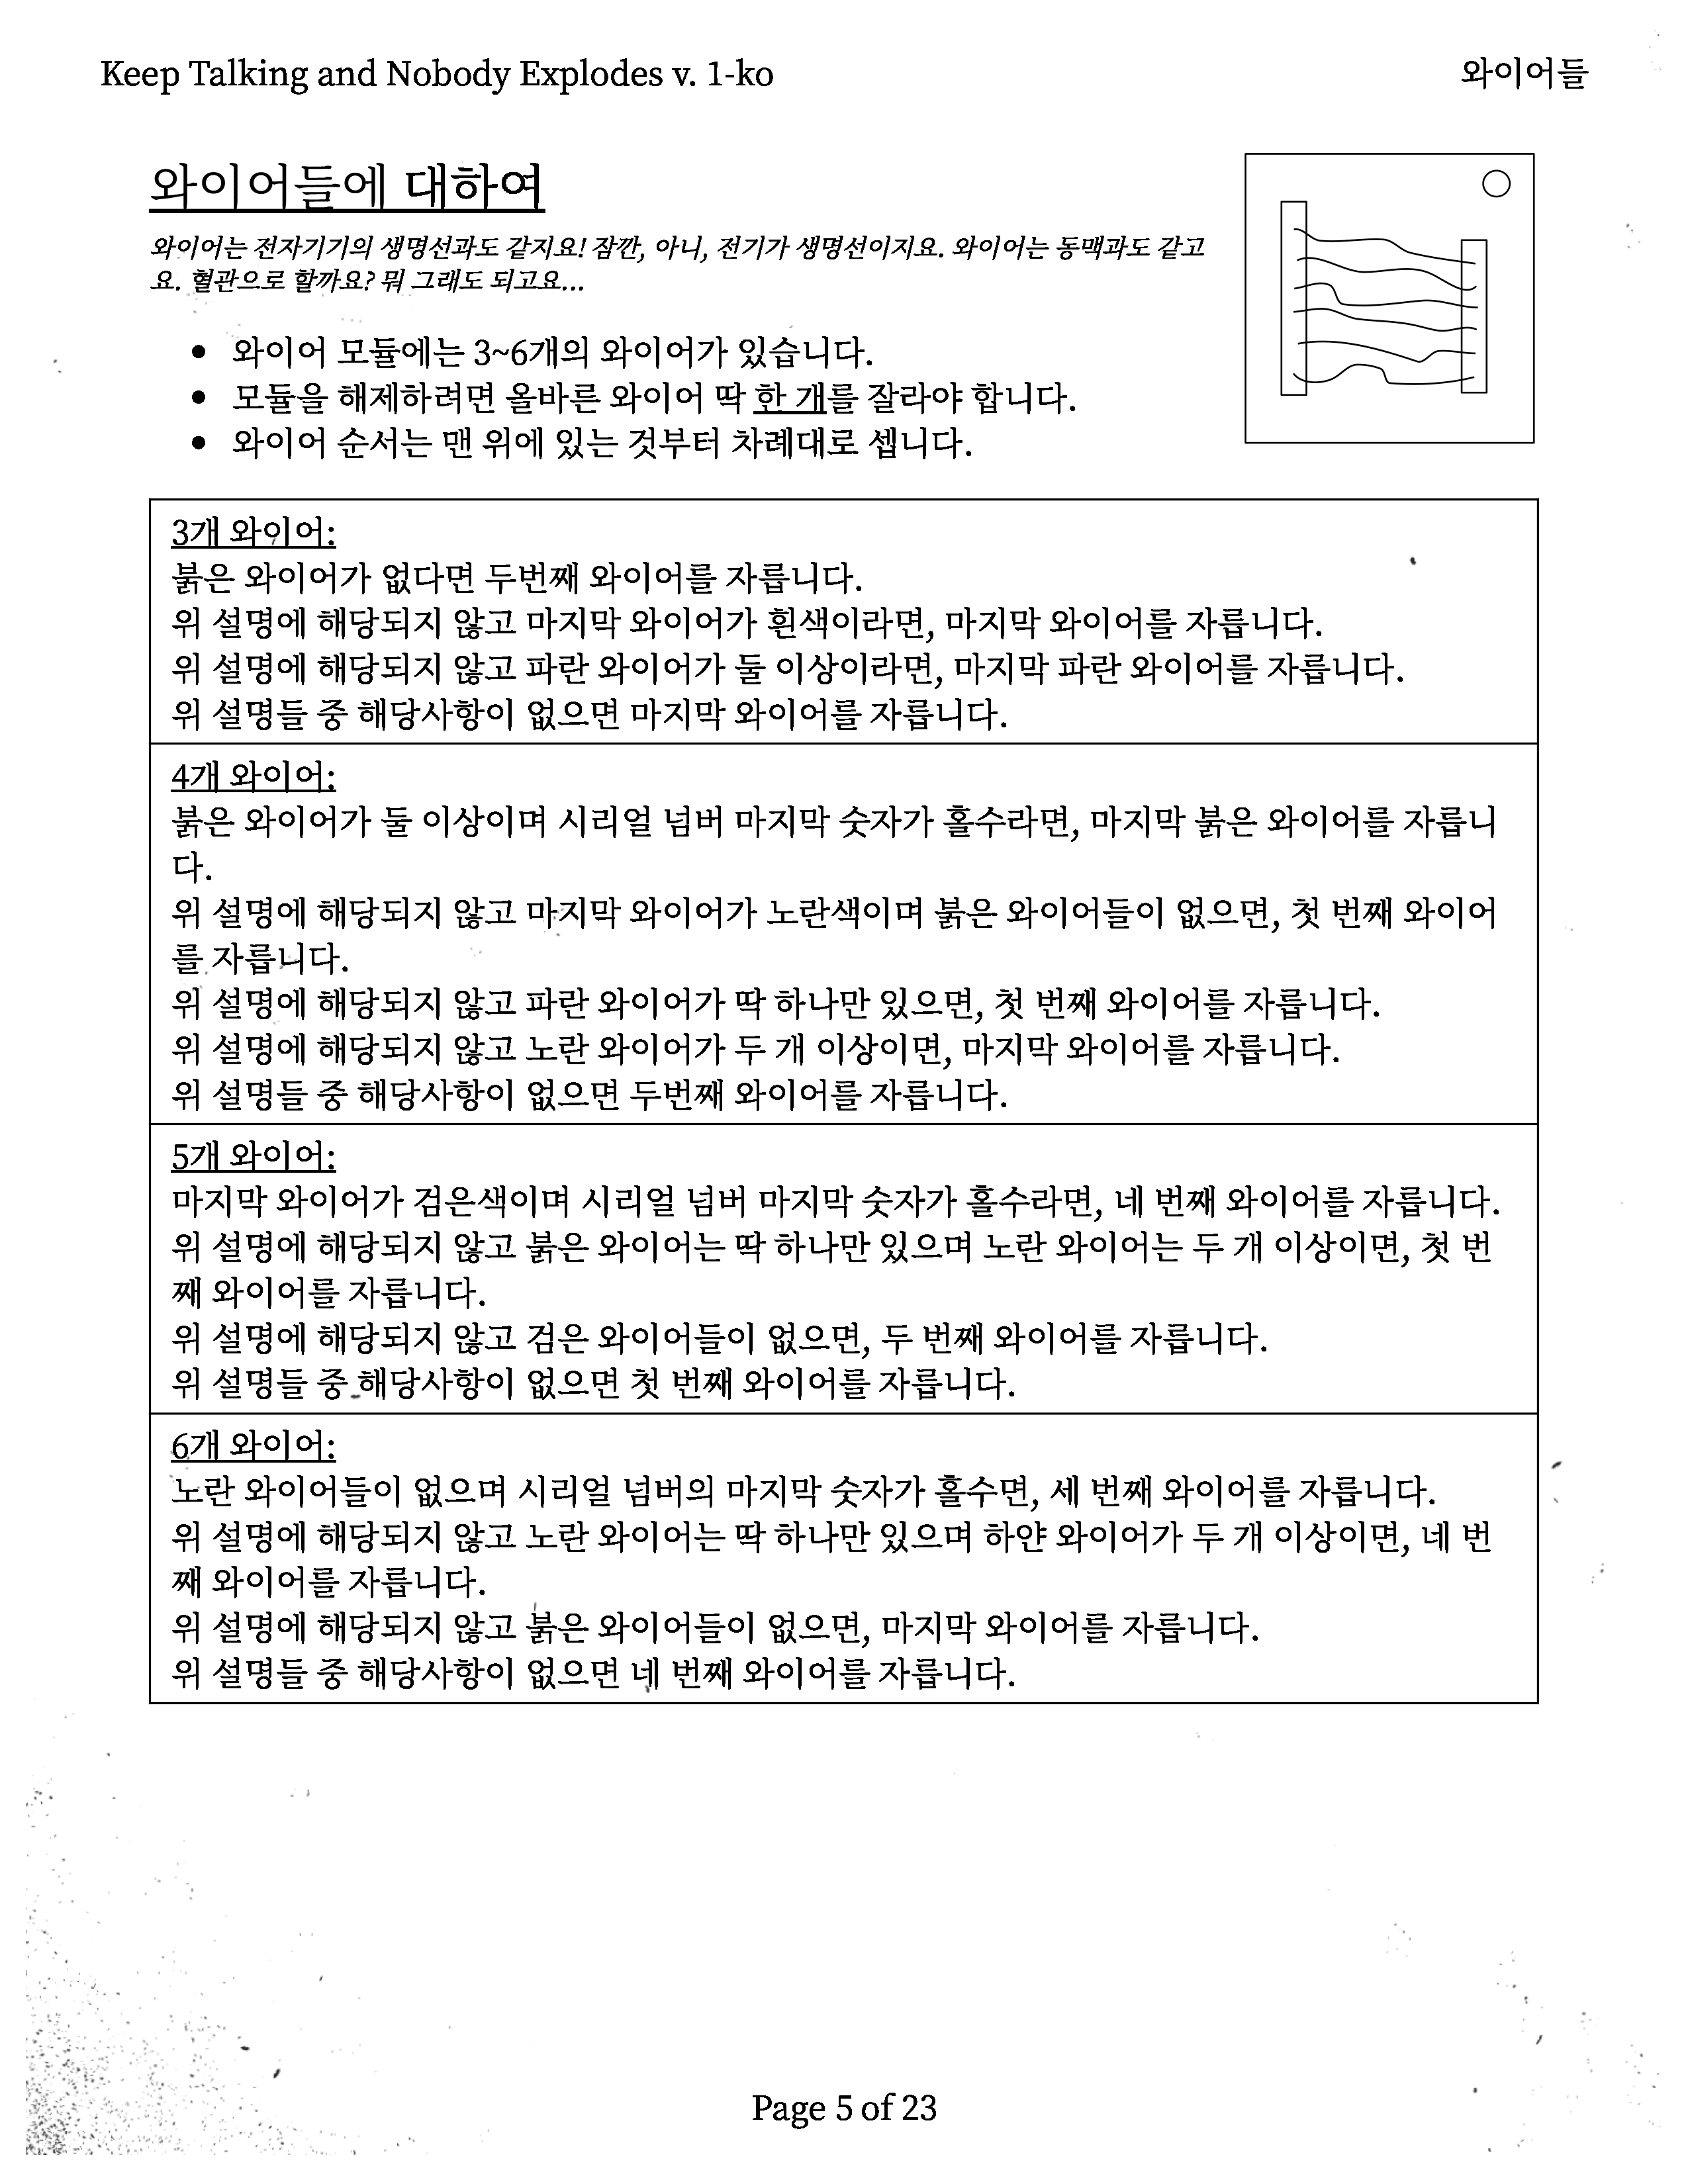 Keep Talking and Nobody Explodes v. 1-ko
와이어들
와이어들에 대하여
와이어는 전자기기의 생명선과도 같지요! 잠깐, 아니, 전기가 생명선이지요. 와이어는 동맥과도 같고
요. 혈관으로 할까요? 뭐 그래도 되고요...
● 와이어 모듈에는 3~6개의 와이어가 있습니다.
● 모듈을 해제하려면 올바른 와이어 딱 한 개를 잘라야 합니다.
● 와이어 순서는 맨 위에 있는 것부터 차례대로 셉니다.
3개 와이어:
붉은 와이어가 없다면 두번째 와이어를 자릅니다.
위 설명에 해당되지 않고 마지막 와이어가 흰색이라면, 마지막 와이어를 자릅니다.
위 설명에 해당되지 않고 파란 와이어가 둘 이상이라면, 마지막 파란 와이어를 자릅니다.
위 설명들 중 해당사항이 없으면 마지막 와이어를 자릅니다.
4개 와이어:
붉은 와이어가 둘 이상이며 시리얼 넘버 마지막 숫자가 홀수라면, 마지막 붉은 와이어를 자릅니
다.
위 설명에 해당되지 않고 마지막 와이어가 노란색이며 붉은 와이어들이 없으면, 첫 번째 와이어
를 자릅니다.
위 설명에 해당되지 않고 파란 와이어가 딱 하나만 있으면, 첫 번째 와이어를 자릅니다.
위 설명에 해당되지 않고 노란 와이어가 두 개 이상이면, 마지막 와이어를 자릅니다.
위 설명들 중 해당사항이 없으면 두번째 와이어를 자릅니다.
5개 와이어:
마지막 와이어가 검은색이며 시리얼 넘버 마지막 숫자가 홀수라면, 네 번째 와이어를 자릅니다.
위 설명에 해당되지 않고 붉은 와이어는 딱 하나만 있으며 노란 와이어는 두 개 이상이면, 첫 번
째 와이어를 자릅니다.
위 설명에 해당되지 않고 검은 와이어들이 없으면, 두 번째 와이어를 자릅니다.
위 설명들 중 해당사항이 없으면 첫 번째 와이어를 자릅니다.
6개 와이어:
노란 와이어들이 없으며 시리얼 넘버의 마지막 숫자가 홀수면, 세 번째 와이어를 자릅니다.
위 설명에 해당되지 않고 노란 와이어는 딱 하나만 있으며 하얀 와이어가 두 개 이상이면, 네 번
째 와이어를 자릅니다.
위 설명에 해당되지 않고 붉은 와이어들이 없으면, 마지막 와이어를 자릅니다.
위 설명들 중 해당사항이 없으면 네 번째 와이어를 자릅니다.
Page 5 of 23